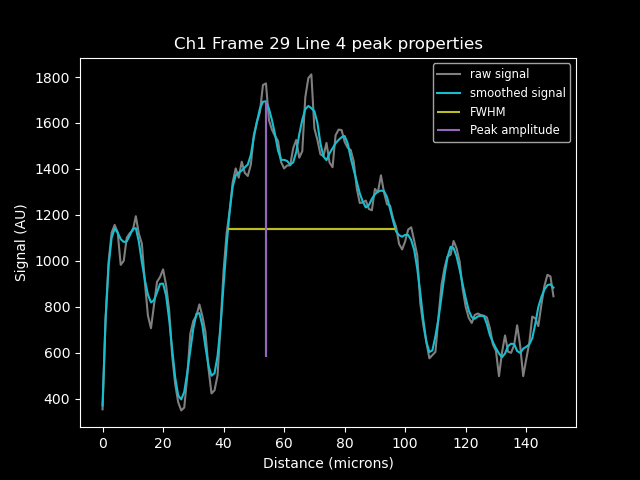 Ch1 Frame 29 Line 4 peak properties
raw signal
smoothed signal
FWHM
Peak amplitude
Signal (AU)
1800
1600
1400
1200
1000
800
600
400
0 20 40 60 80 100 120 140
Distance (microns)